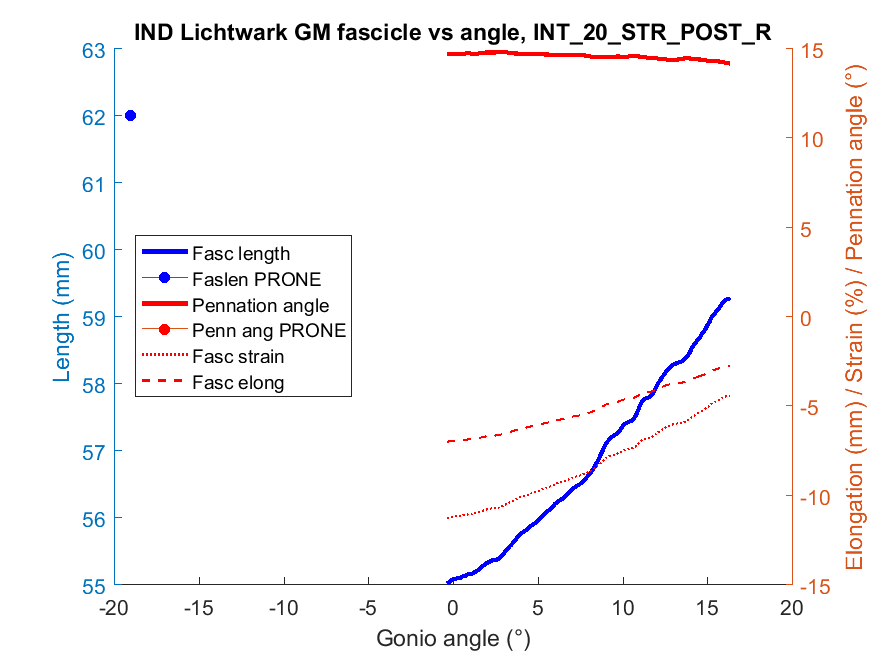 IND Lichtwark GM fascicle vs angle, INT_20_STR_POST_R
63
62
61
60
59
58
57
56
55
Length (mm)
Fasc length
Faslen PRONE
Pennation angle
Penn ang PRONE
Fasc strain
Fasc elong
15
10
5
0
-5
-10
-15
Elongation (mm) / Strain (%) / Pennation angle (°)
-20 -15 -10 -5 0 5 10 15 20
Gonio angle (°)